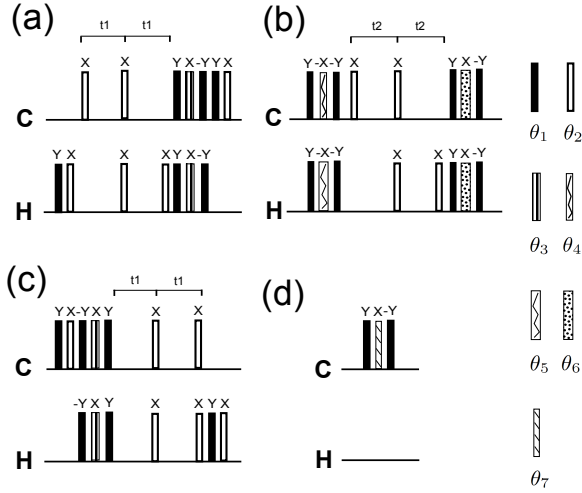 (a)
t1 t1
X X Y X -Y Y X
C
Y X X X Y X -Y
H
(b)
t2 t2
Y -X -Y X X Y X -Y
C
Y -X -Y X X Y X -Y
H
(c)
t1 t1
Y X -Y X Y X X
C
-Y X Y X X Y X
H
(d)
Y X -Y
C
H
θ₁ θ₂
θ₃ θ₄
θ₅ θ₆
θ₇